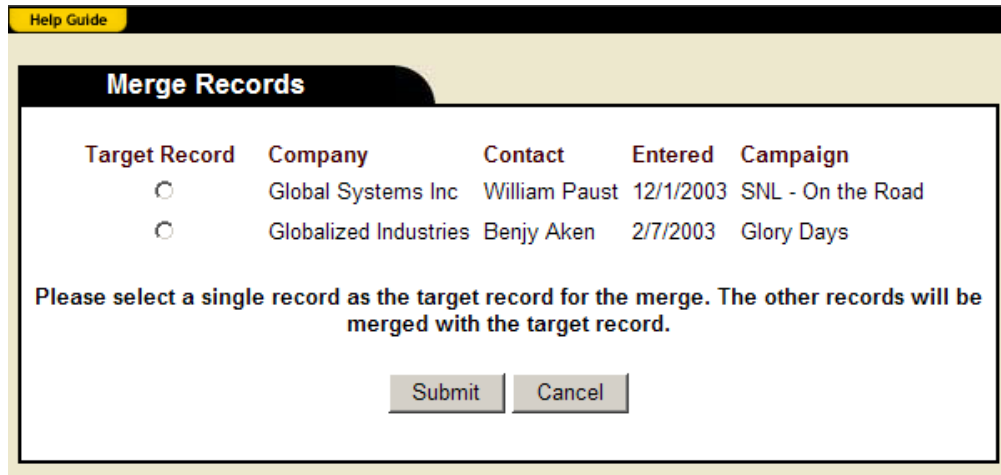 Help Guide
Merge Records
Target Record Company Contact Entered Campaign
Global Systems Inc William Paust 12/1/2003 SNL - On the Road
Globalized Industries Benjy Aken 2/7/2003 Glory Days
Please select a single record as the target record for the merge. The other records will be
merged with the target record.
Submit Cancel